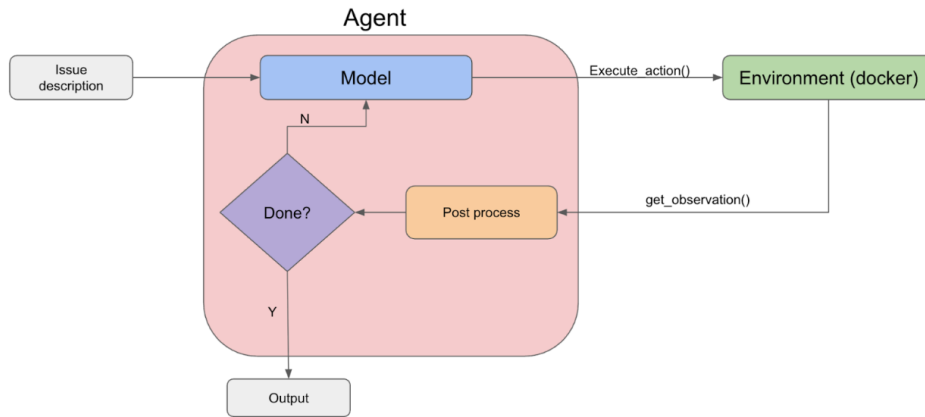 Agent
Issue
description
Model
Execute_action()
Environment (docker)
N
Done?
Post process
get_observation()
Y
Output